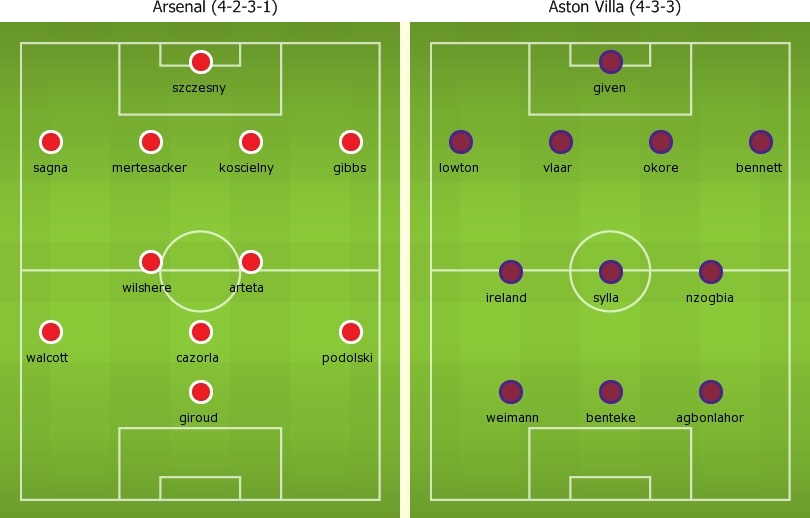 Arsenal (4-2-3-1)
szczesny
sagna mertesacker koscielny gibbs
wilshere arteta
walcott cazorla podolski
giroud
Aston Villa (4-3-3)
given
lowton vlaar okore bennett
ireland sylla nzogbia
weimann benteke agbonlahor